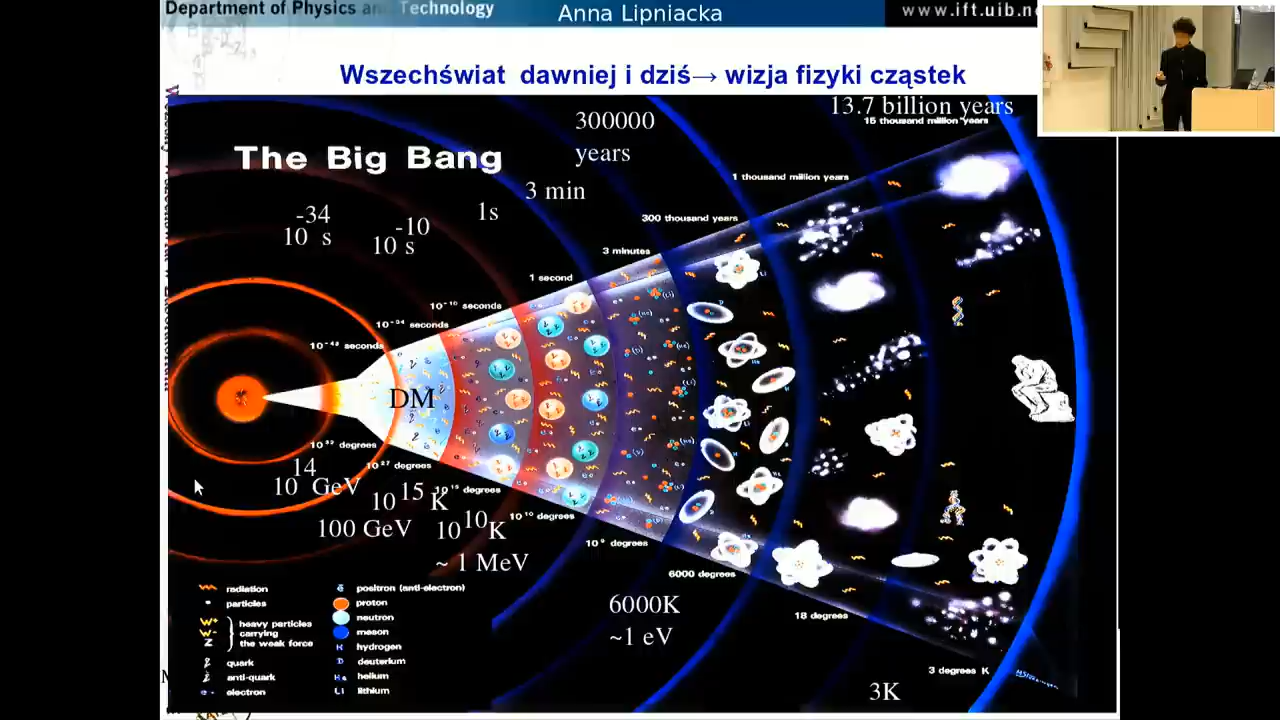 Department of Physics and Technology
Anna Lipniacka
www.ift.uib.no
Wszechświat dawniej i dziś→ wizja fizyki cząstek
The Big Bang
13.7 billion years
15 thousand million years
300000
years
1 thousand million years
3 min
-34
10 s
-10
10 s
1s
300 thousand years
3 minutes
1 second
10⁻¹⁰ seconds
10⁻³⁴ seconds
10⁻⁴³ seconds
DM
10³² degrees
10²⁷ degrees
10¹⁵ degrees
10¹⁰ degrees
10⁹ degrees
6000 degrees
18 degrees
3 degrees K
14
10 GeV
10 15 K
100 GeV
10 10 K
~ 1 MeV
6000K
~1 eV
3K
radiation
particles
W⁺
W⁻
Z
heavy particles
carrying
the weak force
quark
anti-quark
e- electron
positron (anti-electron)
proton
neutron
meson
H hydrogen
D deuterium
He helium
Li lithium